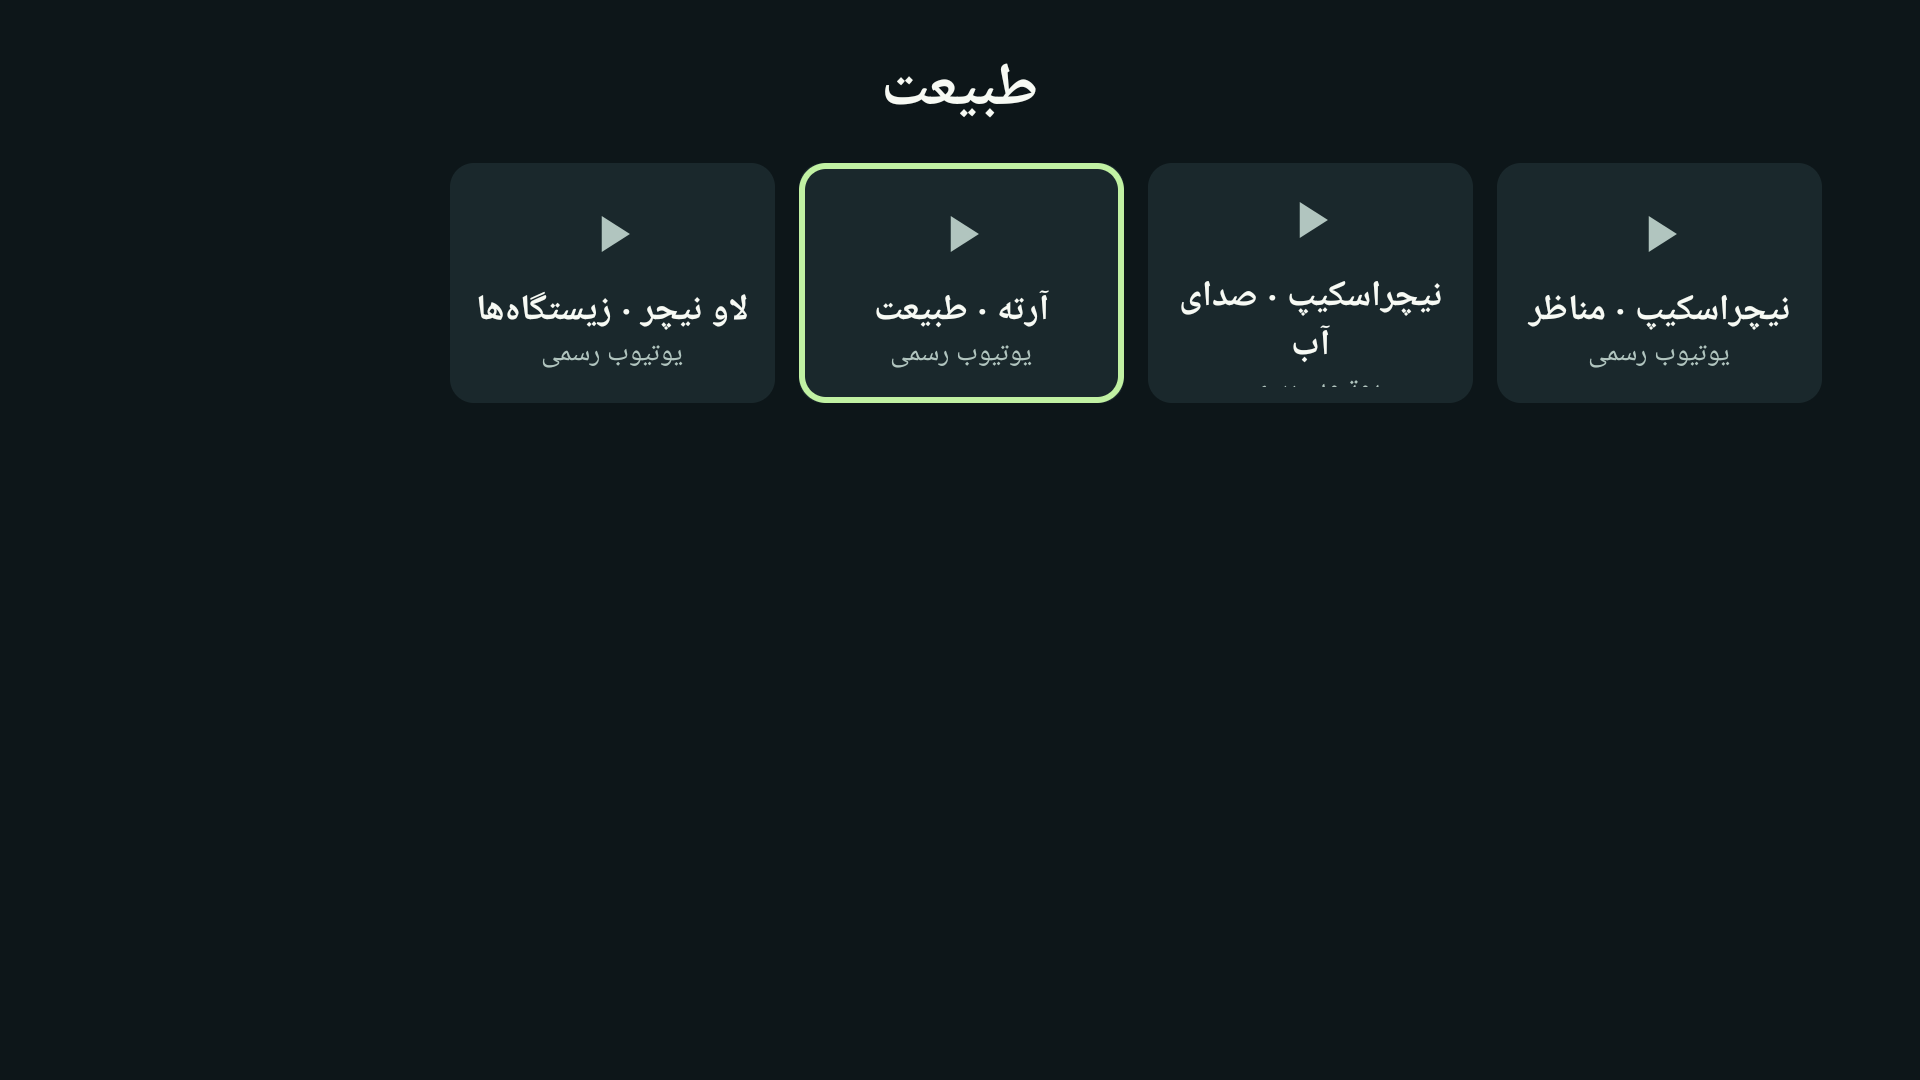 طبیعت
نیچراسکیپ · مناظر
یوتیوب رسمی
نیچراسکیپ · صدای
آب
آرته · طبیعت
یوتیوب رسمی
لاو نیچر · زیستگاه‌ها
یوتیوب رسمی